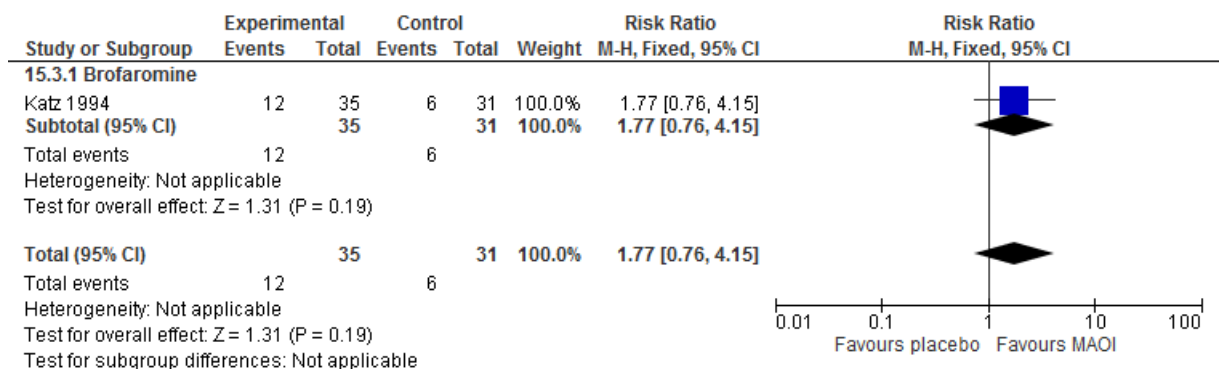 Experimental Control Risk Ratio Risk Ratio
Study or Subgroup Events Total Events Total Weight M-H, Fixed, 95% CI M-H, Fixed, 95% CI
15.3.1 Brofaromine
Katz 1994 12 35 6 31 100.0% 1.77 [0.76, 4.15]
Subtotal (95% CI) 35 31 100.0% 1.77 [0.76, 4.15]
Total events 12 6
Heterogeneity: Not applicable
Test for overall effect: Z = 1.31 (P = 0.19)
Total (95% CI) 35 31 100.0% 1.77 [0.76, 4.15]
Total events 12 6
Heterogeneity: Not applicable
Test for overall effect: Z = 1.31 (P = 0.19)
Test for subgroup differences: Not applicable
0.01 0.1 1 10 100
Favours placebo Favours MAOI